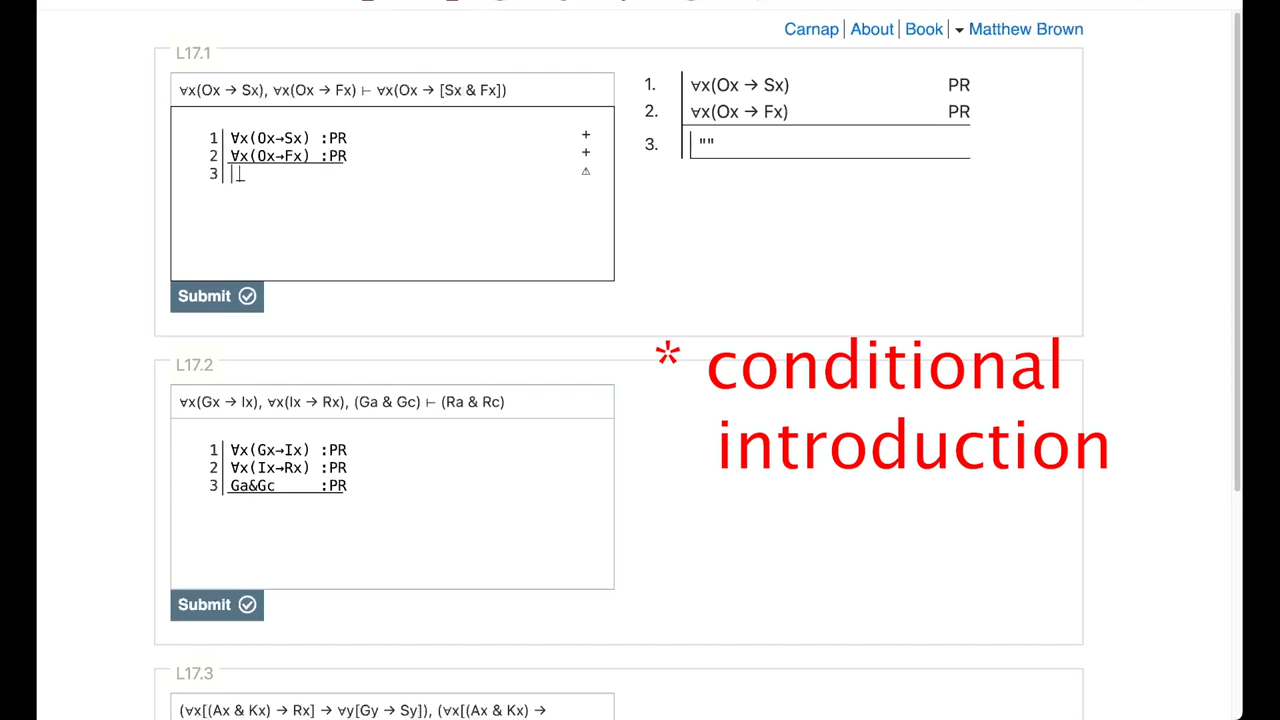 Carnap About Book Matthew Brown
L17.1
∀x(Ox → Sx), ∀x(Ox → Fx) ⊢ ∀x(Ox → [Sx & Fx])
1 ∀x(Ox→Sx) :PR +
2 ∀x(Ox→Fx) :PR +
3 ⚠
1. ∀x(Ox → Sx) PR
2. ∀x(Ox → Fx) PR
3. ""
Submit
* conditional
introduction
L17.2
∀x(Gx → Ix), ∀x(Ix → Rx), (Ga & Gc) ⊢ (Ra & Rc)
1 ∀x(Gx→Ix) :PR
2 ∀x(Ix→Rx) :PR
3 Ga&Gc :PR
Submit
L17.3
(∀x[(Ax & Kx) → Rx] → ∀y[Gy → Sy]), (∀x[(Ax & Kx) →